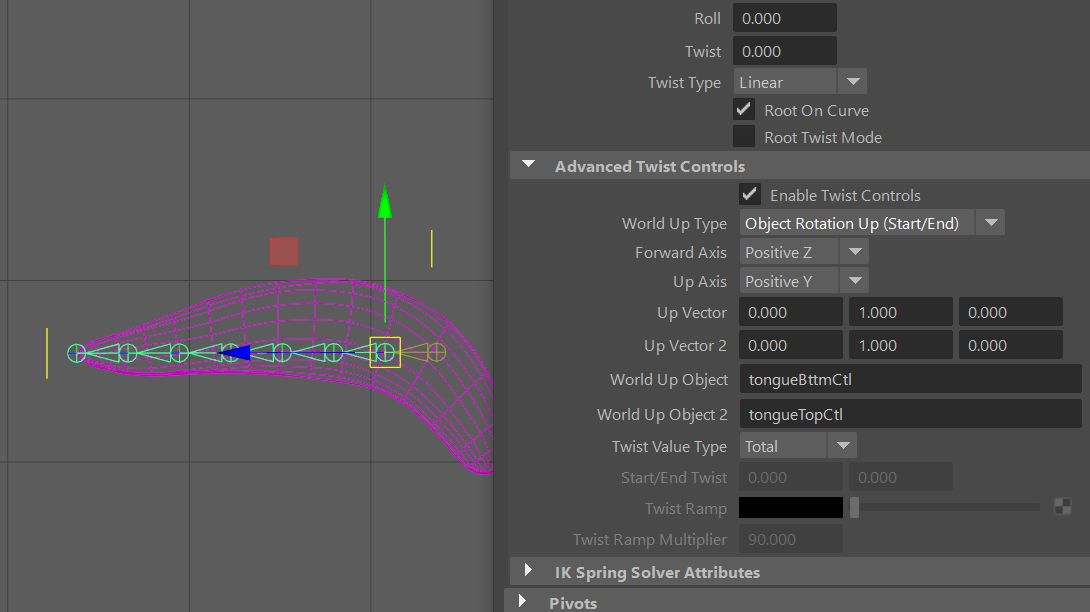 Roll 0.000
Twist 0.000
Twist Type Linear
Root On Curve
Root Twist Mode
Advanced Twist Controls
Enable Twist Controls
World Up Type Object Rotation Up (Start/End)
Forward Axis Positive Z
Up Axis Positive Y
Up Vector 0.000 1.000 0.000
Up Vector 2 0.000 1.000 0.000
World Up Object tongueBttmCtl
World Up Object 2 tongueTopCtl
Twist Value Type Total
Start/End Twist 0.000 0.000
Twist Ramp
Twist Ramp Multiplier 90.000
IK Spring Solver Attributes
Pivots